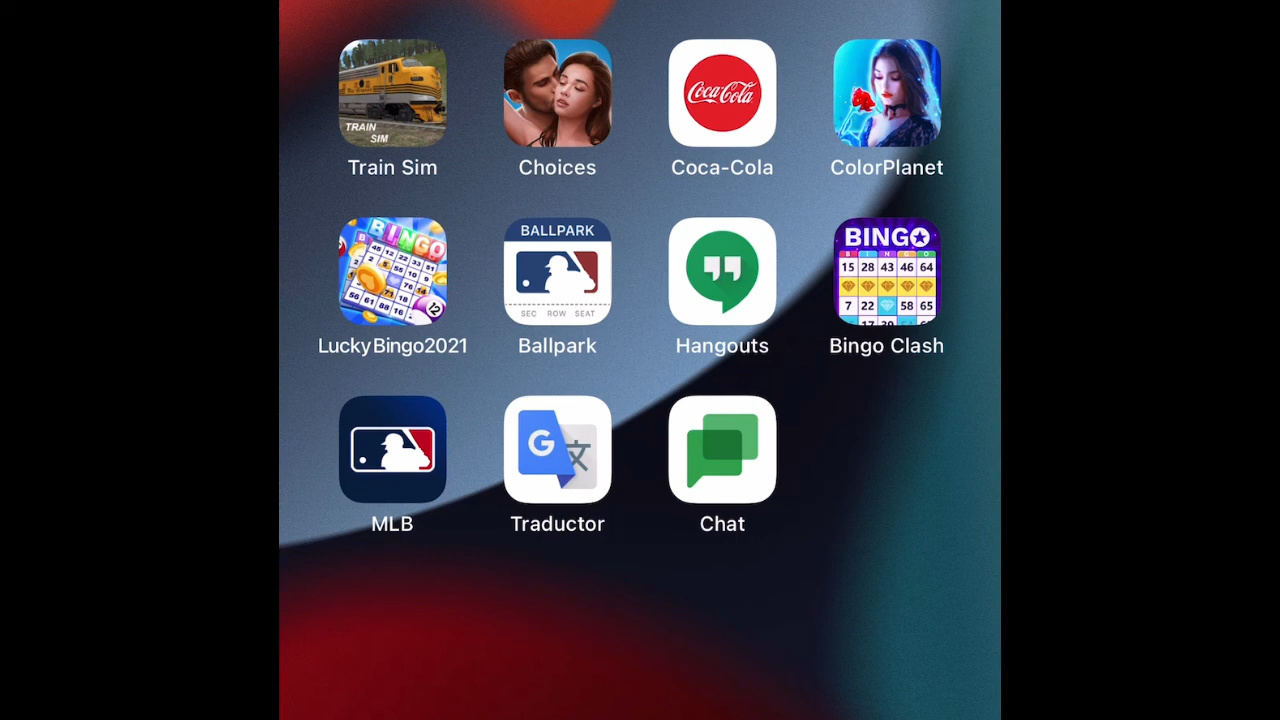 TRAIN
SIM
Coca-Cola
Train Sim
Choices
Coca-Cola
ColorPlanet
BINGO
BALLPARK
SEC ROW SEAT
BINGO
B I N G O
15 28 43 46 64
7 22 58 65
LuckyBingo2021
Ballpark
Hangouts
Bingo Clash
G 文
MLB
Traductor
Chat